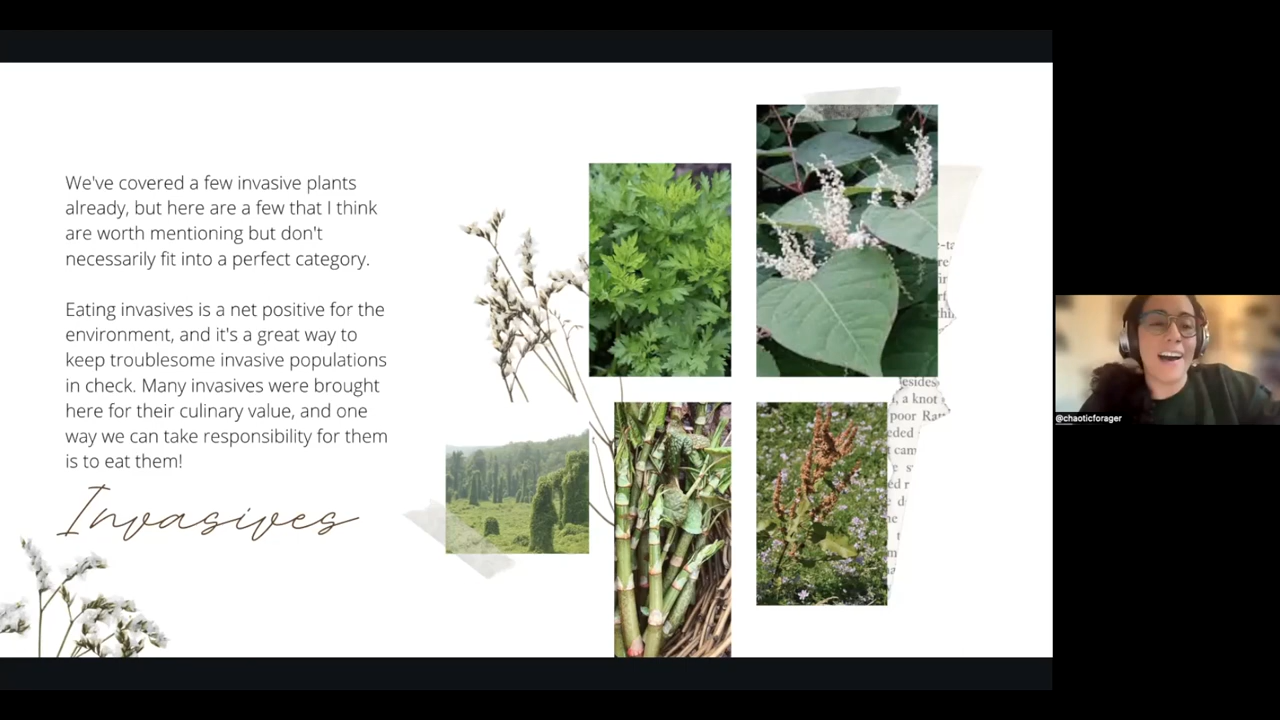 We've covered a few invasive plants
already, but here are a few that I think
are worth mentioning but don't
necessarily fit into a perfect category.
Eating invasives is a net positive for the
environment, and it's a great way to
keep troublesome invasive populations
in check. Many invasives were brought
here for their culinary value, and one
way we can take responsibility for them
is to eat them!
Invasives
a knot
poor
@chaoticforager